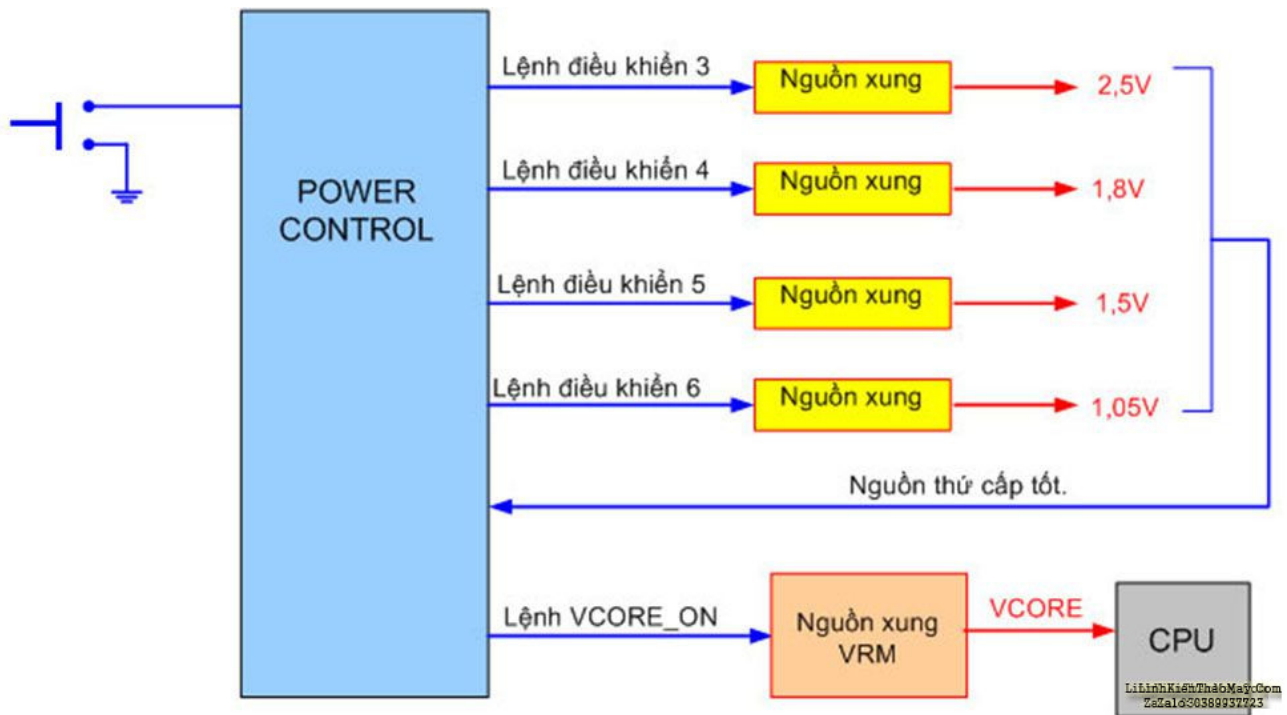 Lệnh điều khiển 3
Nguồn xung
2,5V
Lệnh điều khiển 4
Nguồn xung
1,8V
POWER
CONTROL
Lệnh điều khiển 5
Nguồn xung
1,5V
Lệnh điều khiển 6
Nguồn xung
1,05V
Nguồn thứ cấp tốt.
Lệnh VCORE_ON
Nguồn xung
VRM
VCORE
CPU